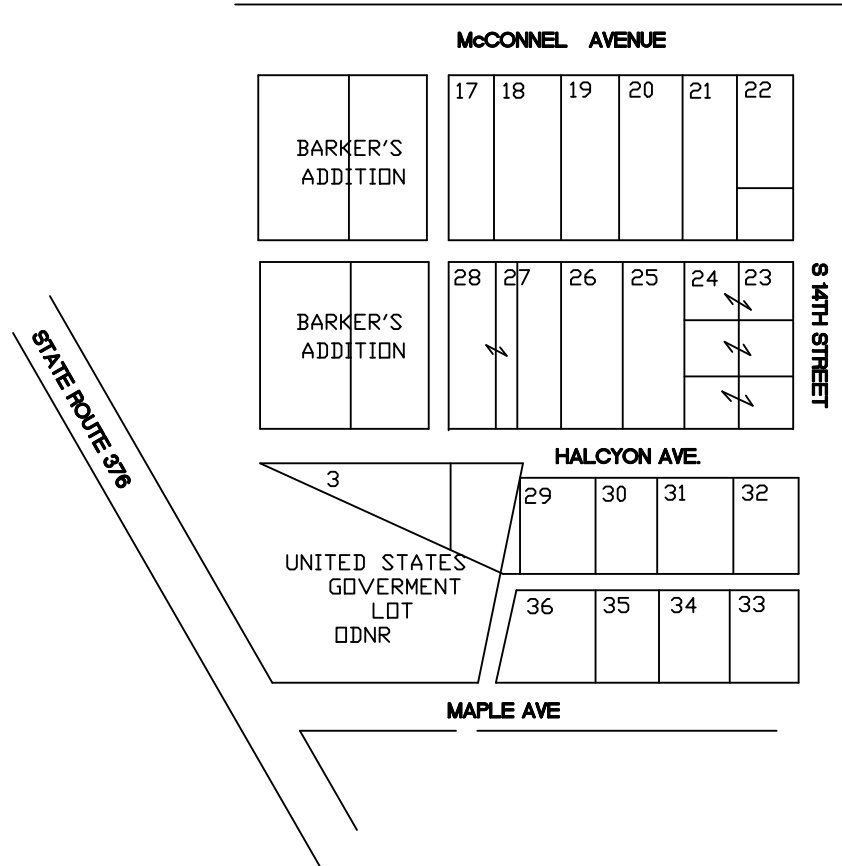 McCONNEL AVENUE
17 18 19 20 21 22
BARKER'S
ADDITION
28 27 26 25 24 23
BARKER'S
ADDITION
S 14TH STREET
STATE ROUTE 376
HALCYON AVE.
3
29 30 31 32
UNITED STATES
GOVERMENT
LOT
ODNR
36 35 34 33
MAPLE AVE